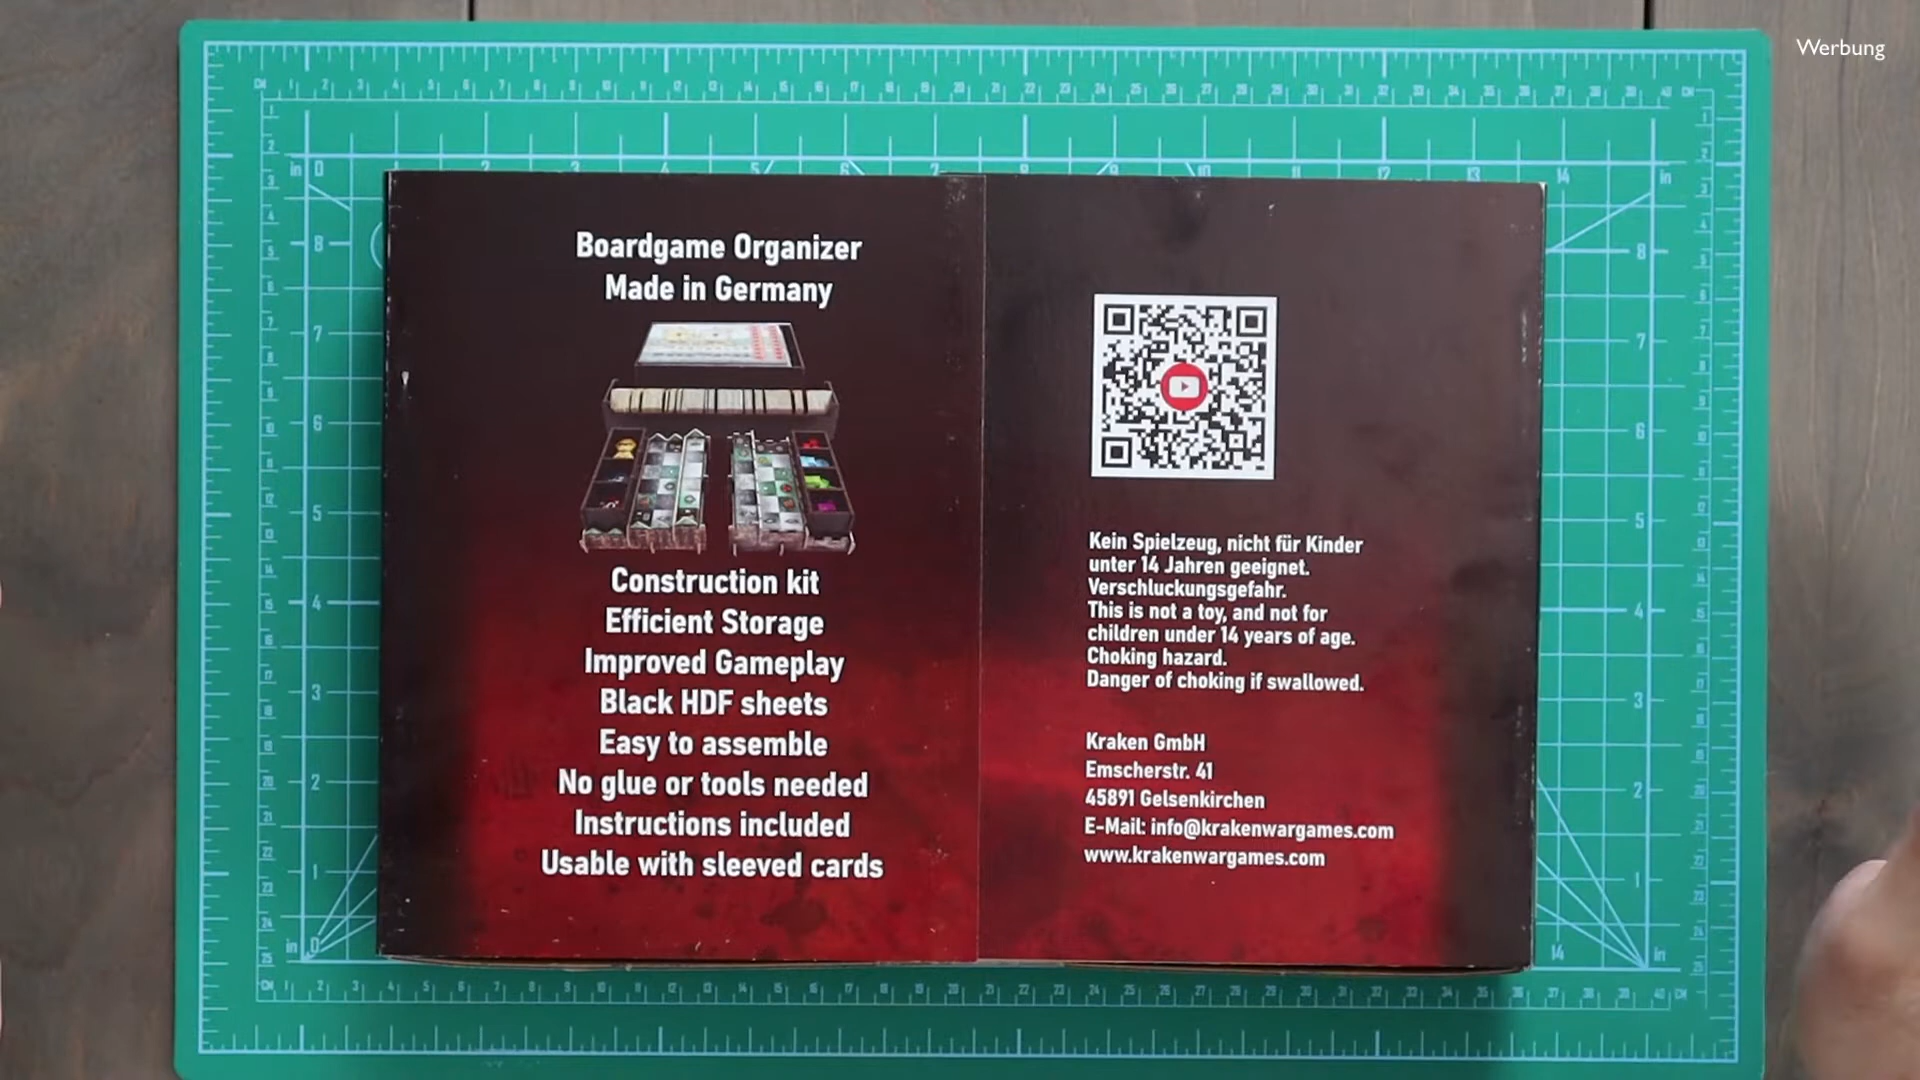 Werbung
Boardgame Organizer
Made in Germany
Construction kit
Efficient Storage
Improved Gameplay
Black HDF sheets
Easy to assemble
No glue or tools needed
Instructions included
Usable with sleeved cards
Kein Spielzeug, nicht für Kinder
unter 14 Jahren geeignet.
Verschluckungsgefahr.
This is not a toy, and not for
children under 14 years of age.
Choking hazard.
Danger of choking if swallowed.
Kraken GmbH
Emscherstr. 41
45891 Gelsenkirchen
E-Mail: info@krakenwargames.com
www.krakenwargames.com